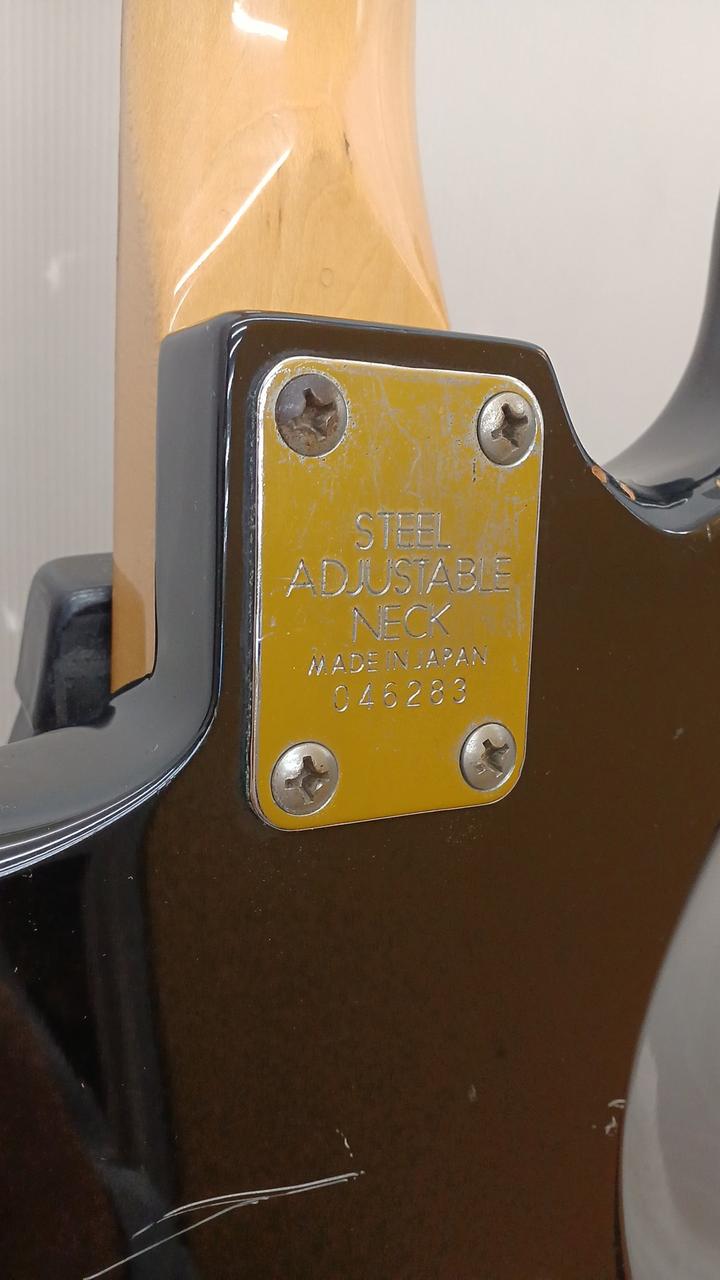 STEEL
ADJUSTABLE
NECK
MADE IN JAPAN
046283